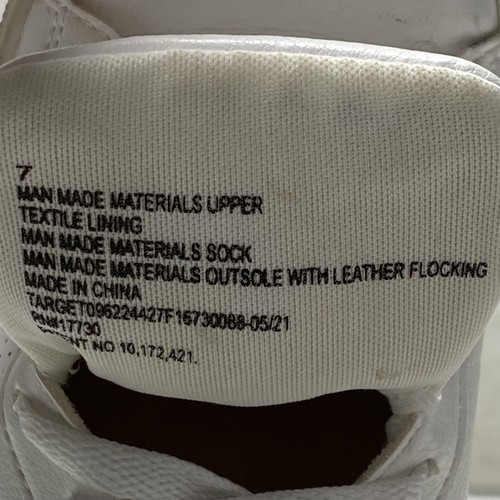 7
MAN MADE MATERIALS UPPER
TEXTILE LINING
MAN MADE MATERIALS SOCK
MAN MADE MATERIALS OUTSOLE WITH LEATHER FLOCKING
MADE IN CHINA
TARGET096224427F16730088-05/21
RN#17730
PATENT NO 10,172,421.